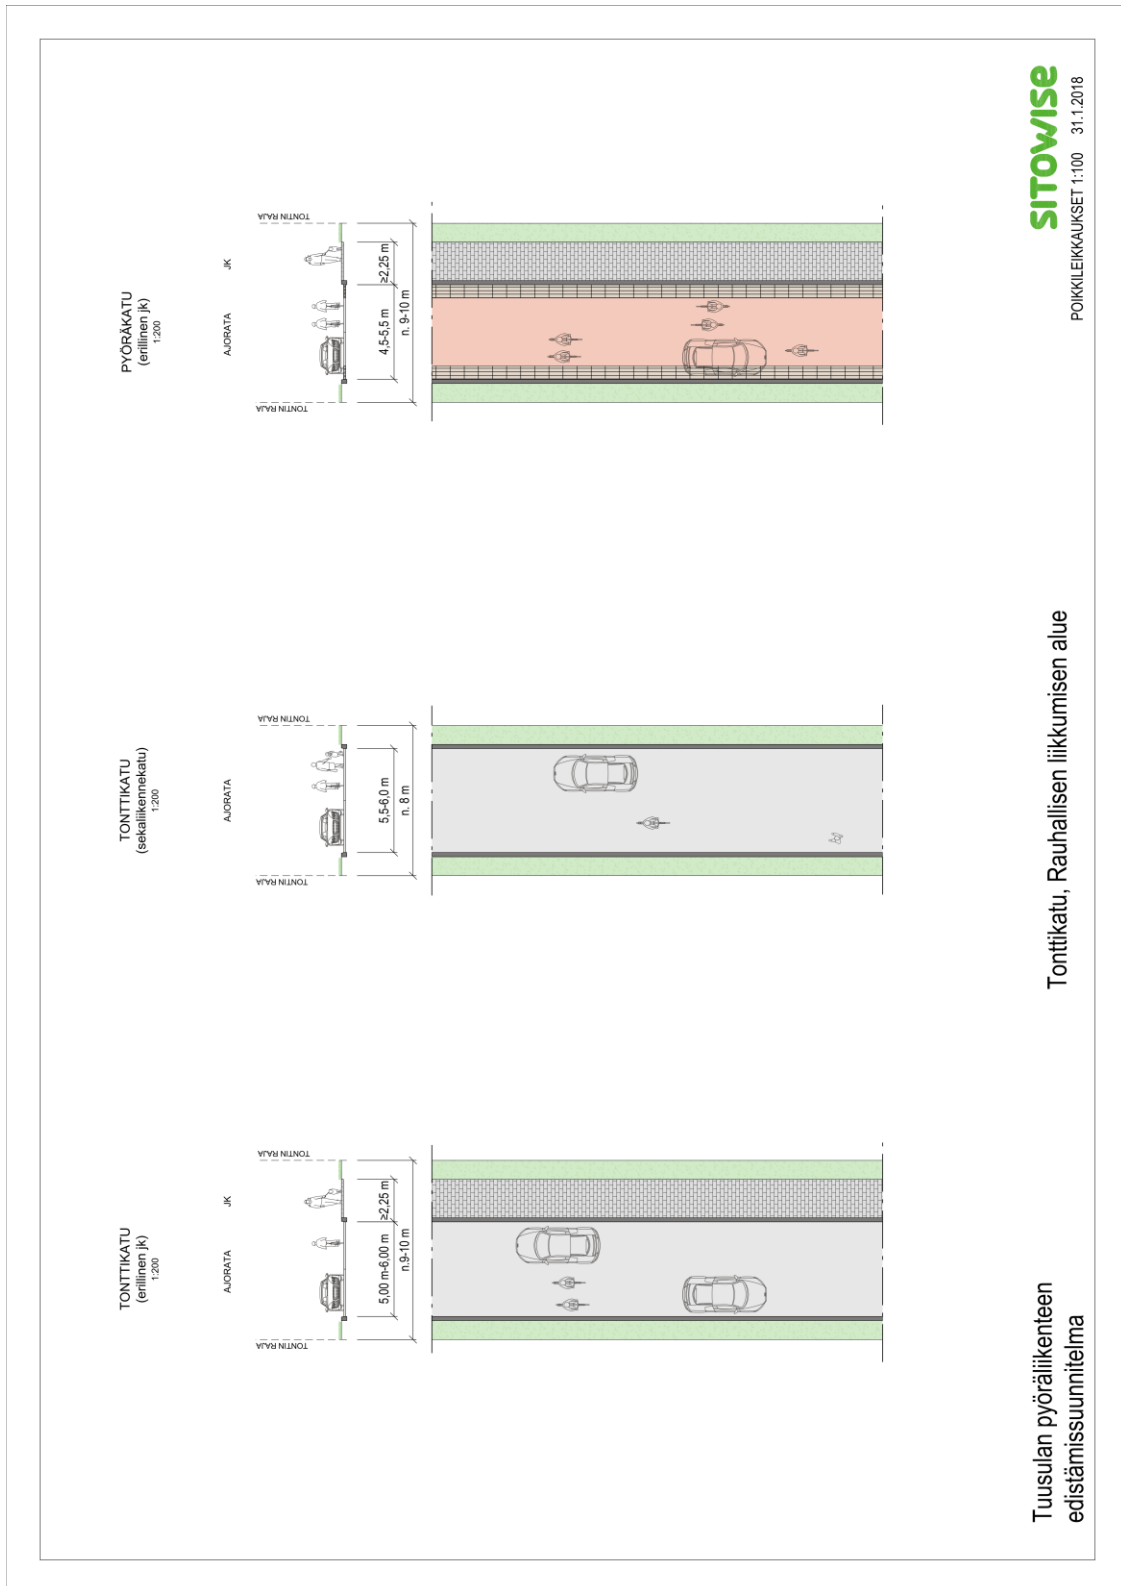 TONTTIKATU
(erillinen jk)
1:200
AJORATA
JK
TONTIN RAJA
TONTIN RAJA
5,00 m-6,00 m
≥2,25 m
n.9-10 m
TONTTIKATU
(sekaliikennekatu)
1:200
AJORATA
TONTIN RAJA
TONTIN RAJA
5,5-6,0 m
n. 8 m
PYÖRÄKATU
(erillinen jk)
1:200
AJORATA
JK
TONTIN RAJA
TONTIN RAJA
4,5-5,5 m
≥2,25 m
n. 9-10 m
Tuusulan pyöräliikenteen
edistämissuunnitelma
Tonttikatu, Rauhallisen liikkumisen alue
SITOWISE
POIKKILEIKKAUKSET 1:100 31.1.2018